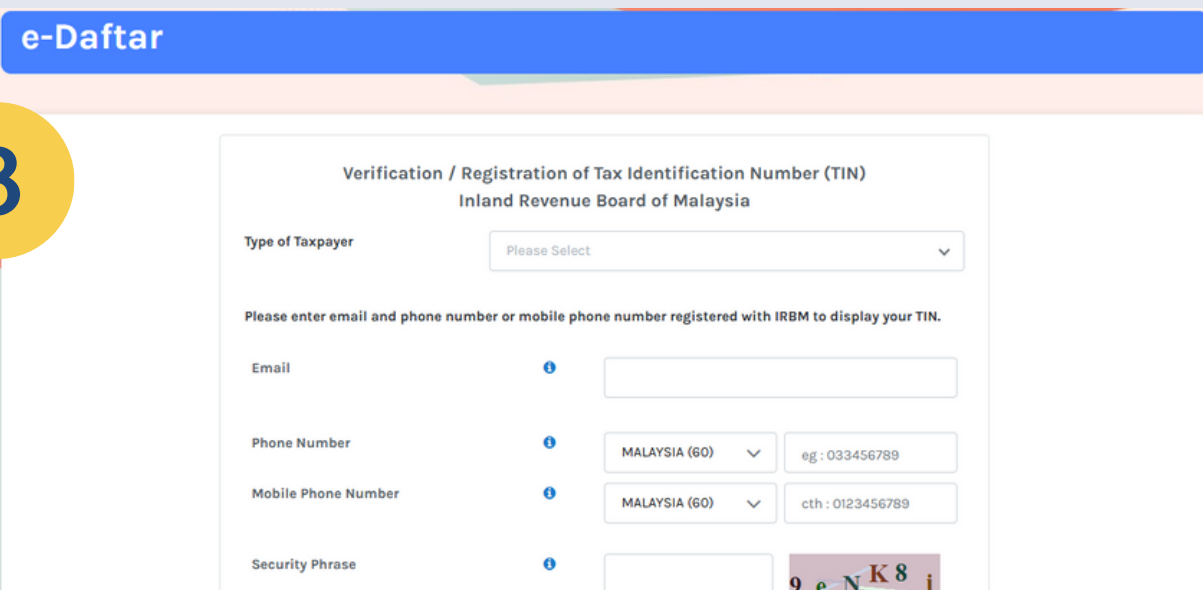 e-Daftar
3
Verification / Registration of Tax Identification Number (TIN)
Inland Revenue Board of Malaysia
Type of Taxpayer
Please Select
Please enter email and phone number or mobile phone number registered with IRBM to display your TIN.
Email
Phone Number
MALAYSIA (60)
eg : 033456789
Mobile Phone Number
MALAYSIA (60)
cth : 0123456789
Security Phrase